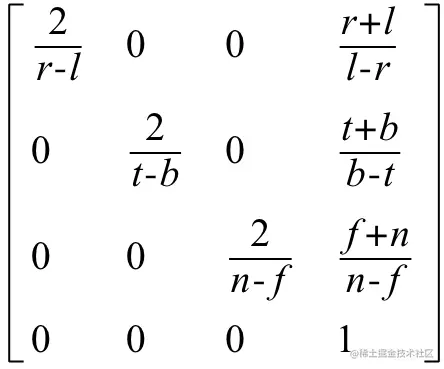 2/(r-l) 0 0 (r+l)/(l-r)
0 2/(t-b) 0 (t+b)/(b-t)
0 0 2/(n-f) (f+n)/(n-f)
0 0 0 1
@稀土掘金技术社区